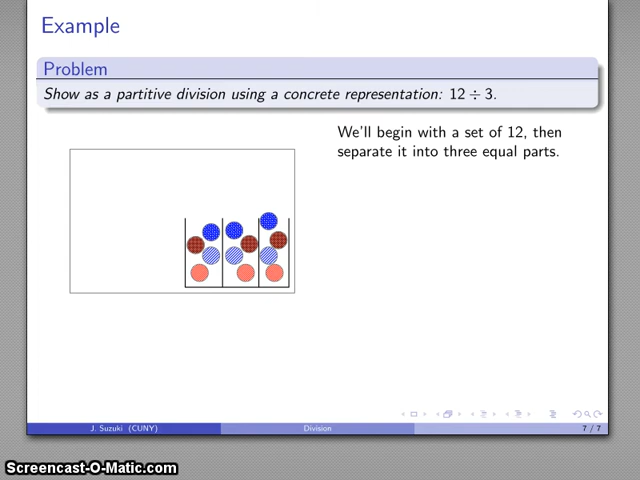 Example
Problem
Show as a partitive division using a concrete representation: 12 ÷ 3.
We'll begin with a set of 12, then
separate it into three equal parts.
J. Suzuki (CUNY)
Division
7 / 7
Screencast-O-Matic.com